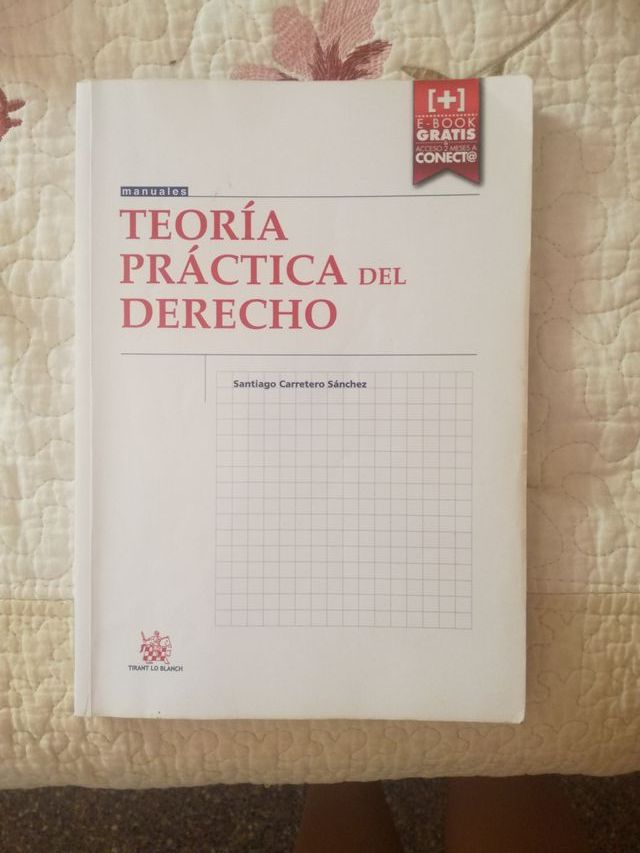 [+]
E-BOOK
GRATIS
&
ACCESO 2 MESES A
CONECT@
manuales
TEORÍA
PRÁCTICA DEL
DERECHO
Santiago Carretero Sánchez
TIRANT LO BLANCH